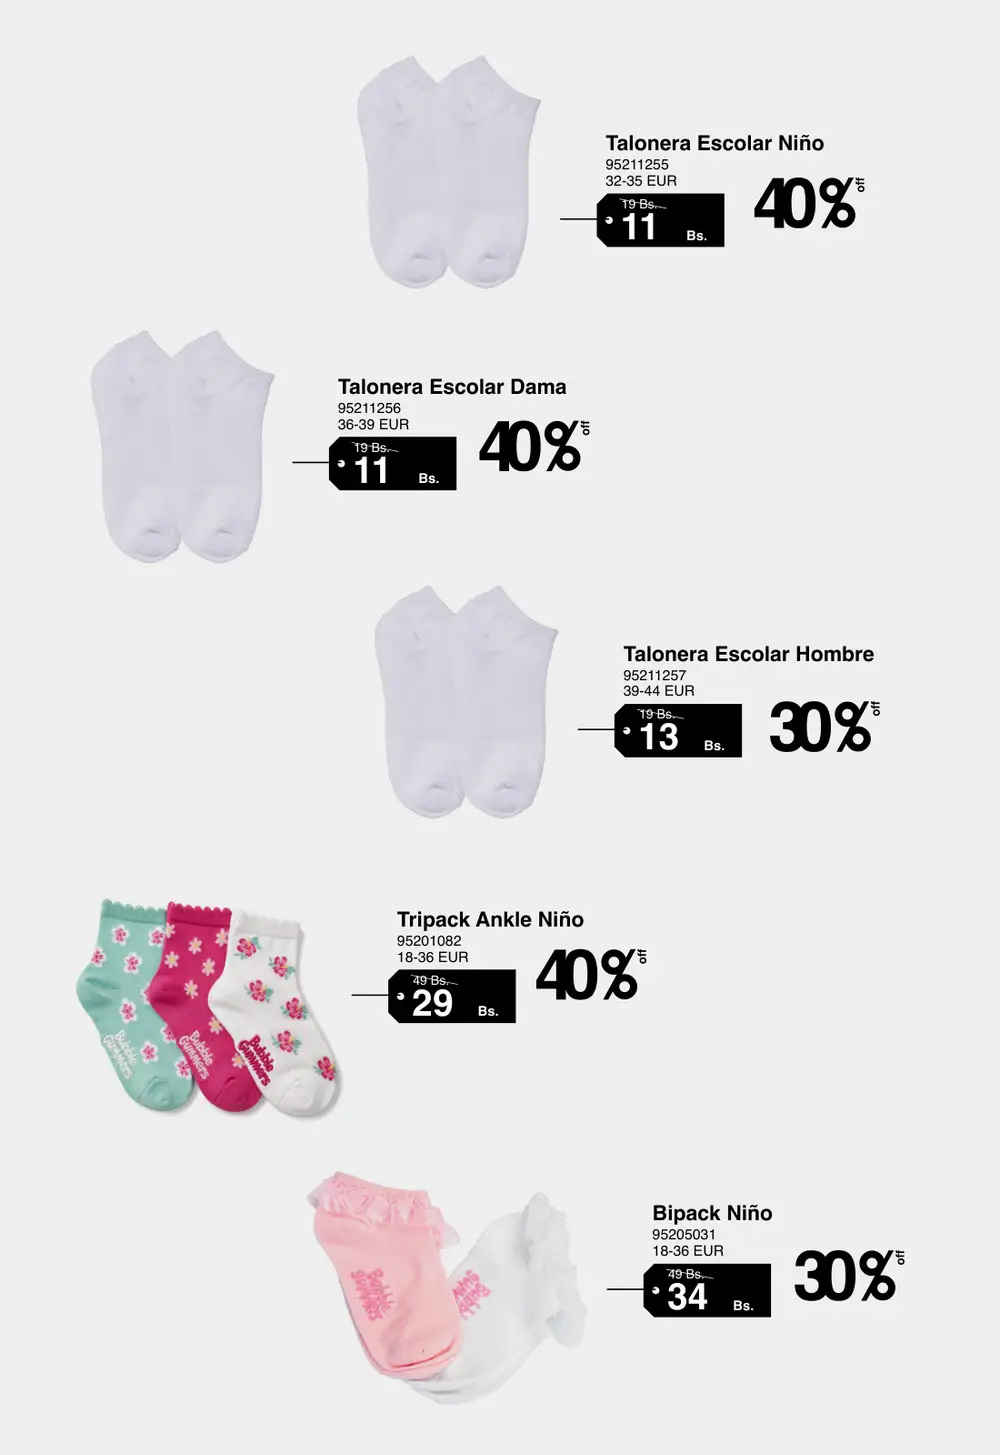 Talonera Escolar Niño
95211255
32-35 EUR
19 Bs.
11 Bs.
40% off
Talonera Escolar Dama
95211256
36-39 EUR
19 Bs.
11 Bs.
40% off
Talonera Escolar Hombre
95211257
39-44 EUR
19 Bs.
13 Bs.
30% off
Tripack Ankle Niño
95201082
18-36 EUR
49 Bs.
29 Bs.
40% off
Bubble
Gummers
Bubble
Gummers
Bubble
Gummers
Bipack Niño
95205031
18-36 EUR
49 Bs.
34 Bs.
30% off
Bubble
Gummers